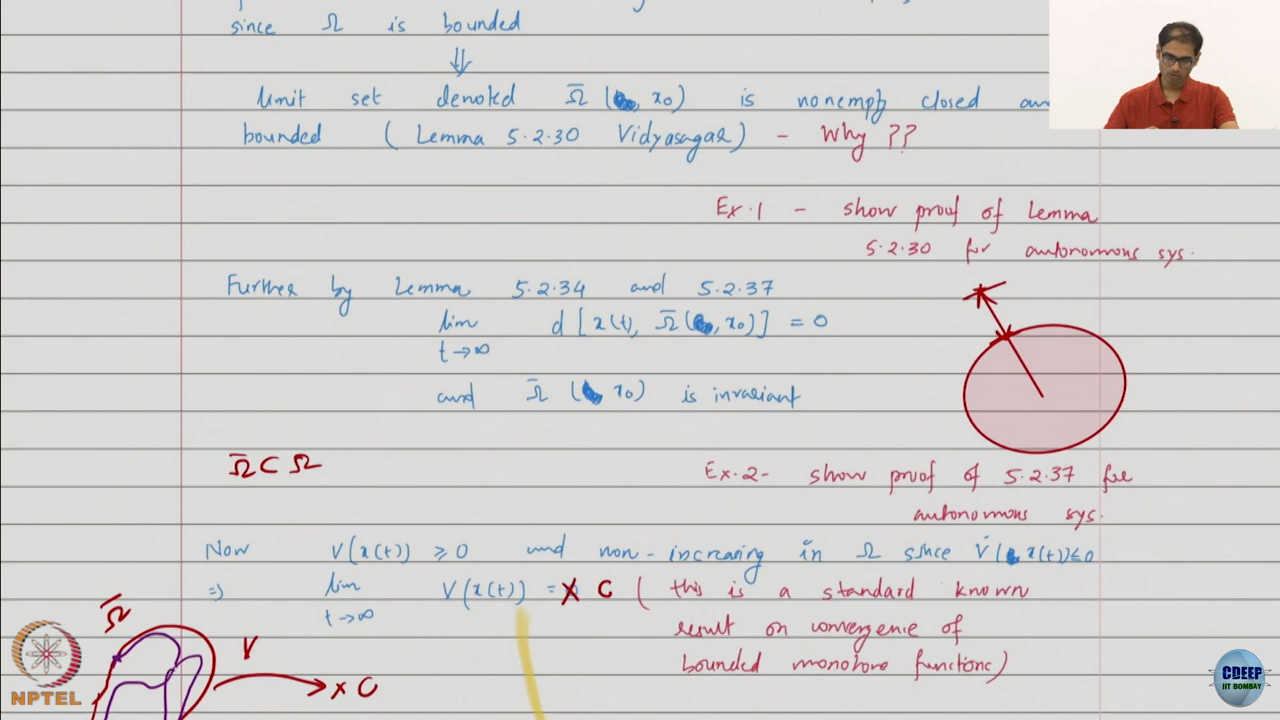 since Ω is bounded
⇓
Limit set denoted Ω̄ ( , x0) is nonempty closed
bounded ( Lemma 5.2.30 Vidyasagar) - Why ??
Ex.1 - show proof of Lemma
5.2.30 for autonomous sys.
Further by Lemma 5.2.34 and 5.2.37
lim d [x(t), Ω̄( , x0)] = 0
t→∞
and Ω̄ ( x0) is invariant
Ω̄ ⊂ Ω
Ex.2- show proof of 5.2.37 for
autonomous sys.
Now V(x(t)) ≥ 0 and non-increasing in Ω since V̇( x(t))≤0
⇒ lim V(x(t)) = C ( this is a standard known
t→∞
result on convergence of
bounded monotone functions)
Ω̄
V
x C
NPTEL
CDEEP
IIT BOMBAY